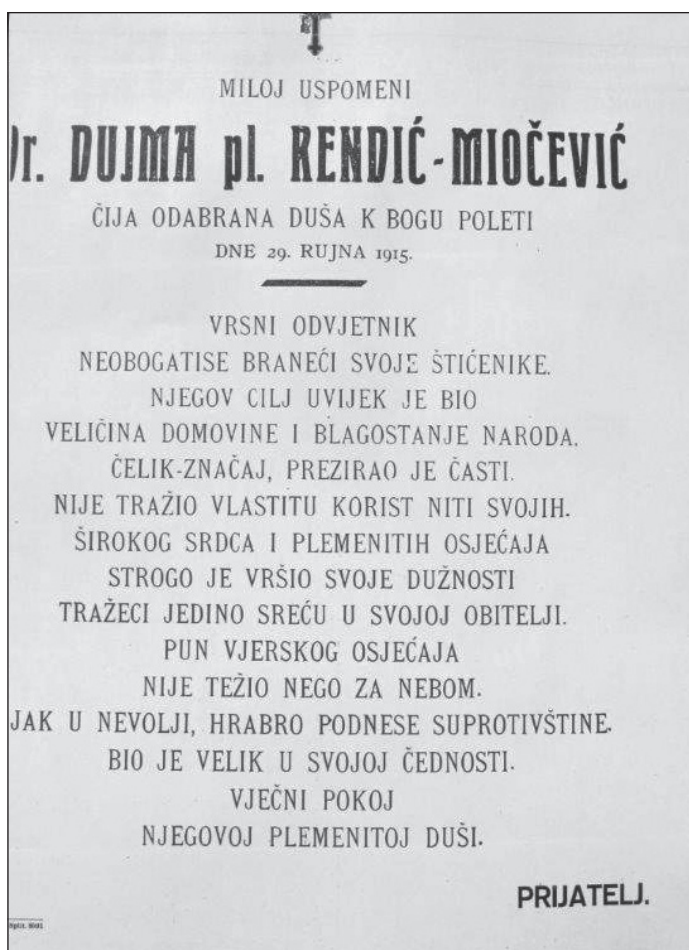 MILOJ USPOMENI
Dr. DUJMA pl. RENDIĆ-MIOČEVIĆ
ČIJA ODABRANA DUŠA K BOGU POLETI
DNE 29. RUJNA 1915.
VRSNI ODVJETNIK
NEOBOGATISE BRANEĆI SVOJE ŠTIĆENIKE.
NJEGOV CILJ UVIJEK JE BIO
VELIČINA DOMOVINE I BLAGOSTANJE NARODA.
ČELIK-ZNAČAJ, PREZIRAO JE ČASTI.
NIJE TRAŽIO VLASTITU KORIST NITI SVOJIH.
ŠIROKOG SRDCA I PLEMENITIH OSJEĆAJA
STROGO JE VRŠIO SVOJE DUŽNOSTI
TRAŽECI JEDINO SREĆU U SVOJOJ OBITELJI.
PUN VJERSKOG OSJEĆAJA
NIJE TEŽIO NEGO ZA NEBOM.
JAK U NEVOLJI, HRABRO PODNESE SUPROTIVŠTINE.
BIO JE VELIK U SVOJOJ ČEDNOSTI.
VJEČNI POKOJ
NJEGOVOJ PLEMENITOJ DUŠI.
PRIJATELJ.